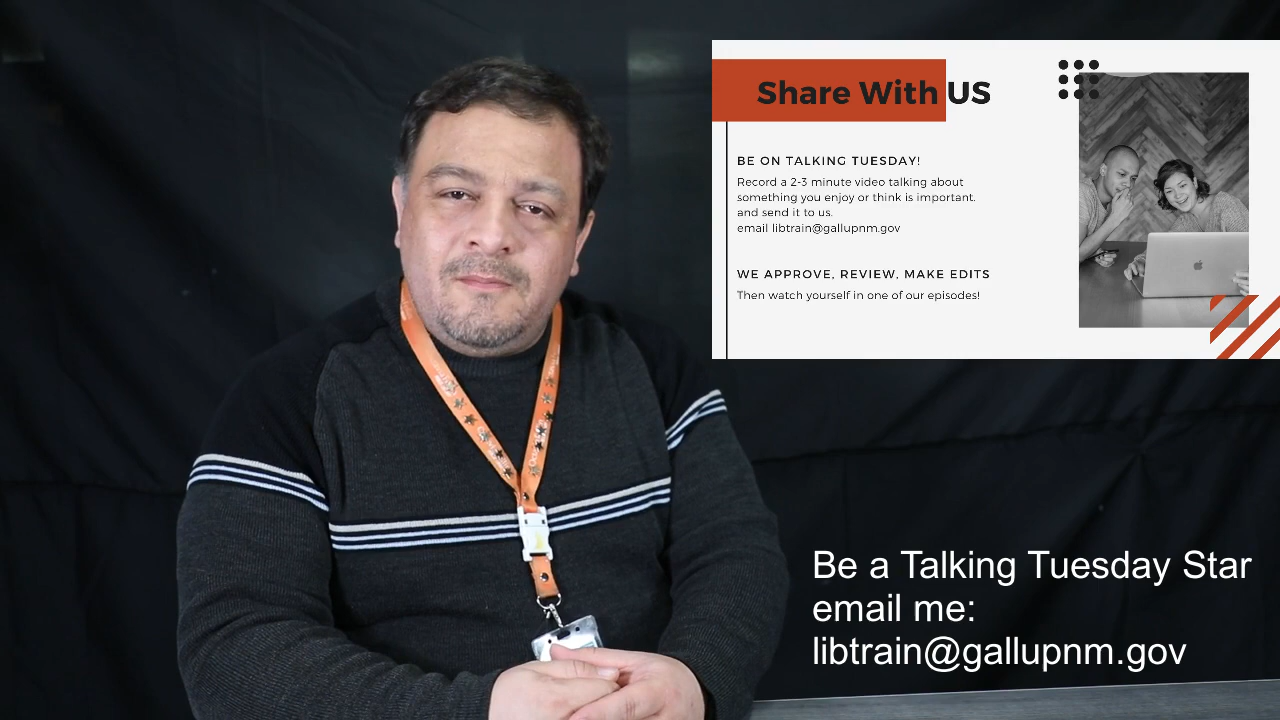 Share With US
BE ON TALKING TUESDAY!
Record a 2-3 minute video talking about
something you enjoy or think is important.
and send it to us.
email libtrain@gallupnm.gov
WE APPROVE, REVIEW, MAKE EDITS
Then watch yourself in one of our episodes!
Be a Talking Tuesday Star
email me:
libtrain@gallupnm.gov